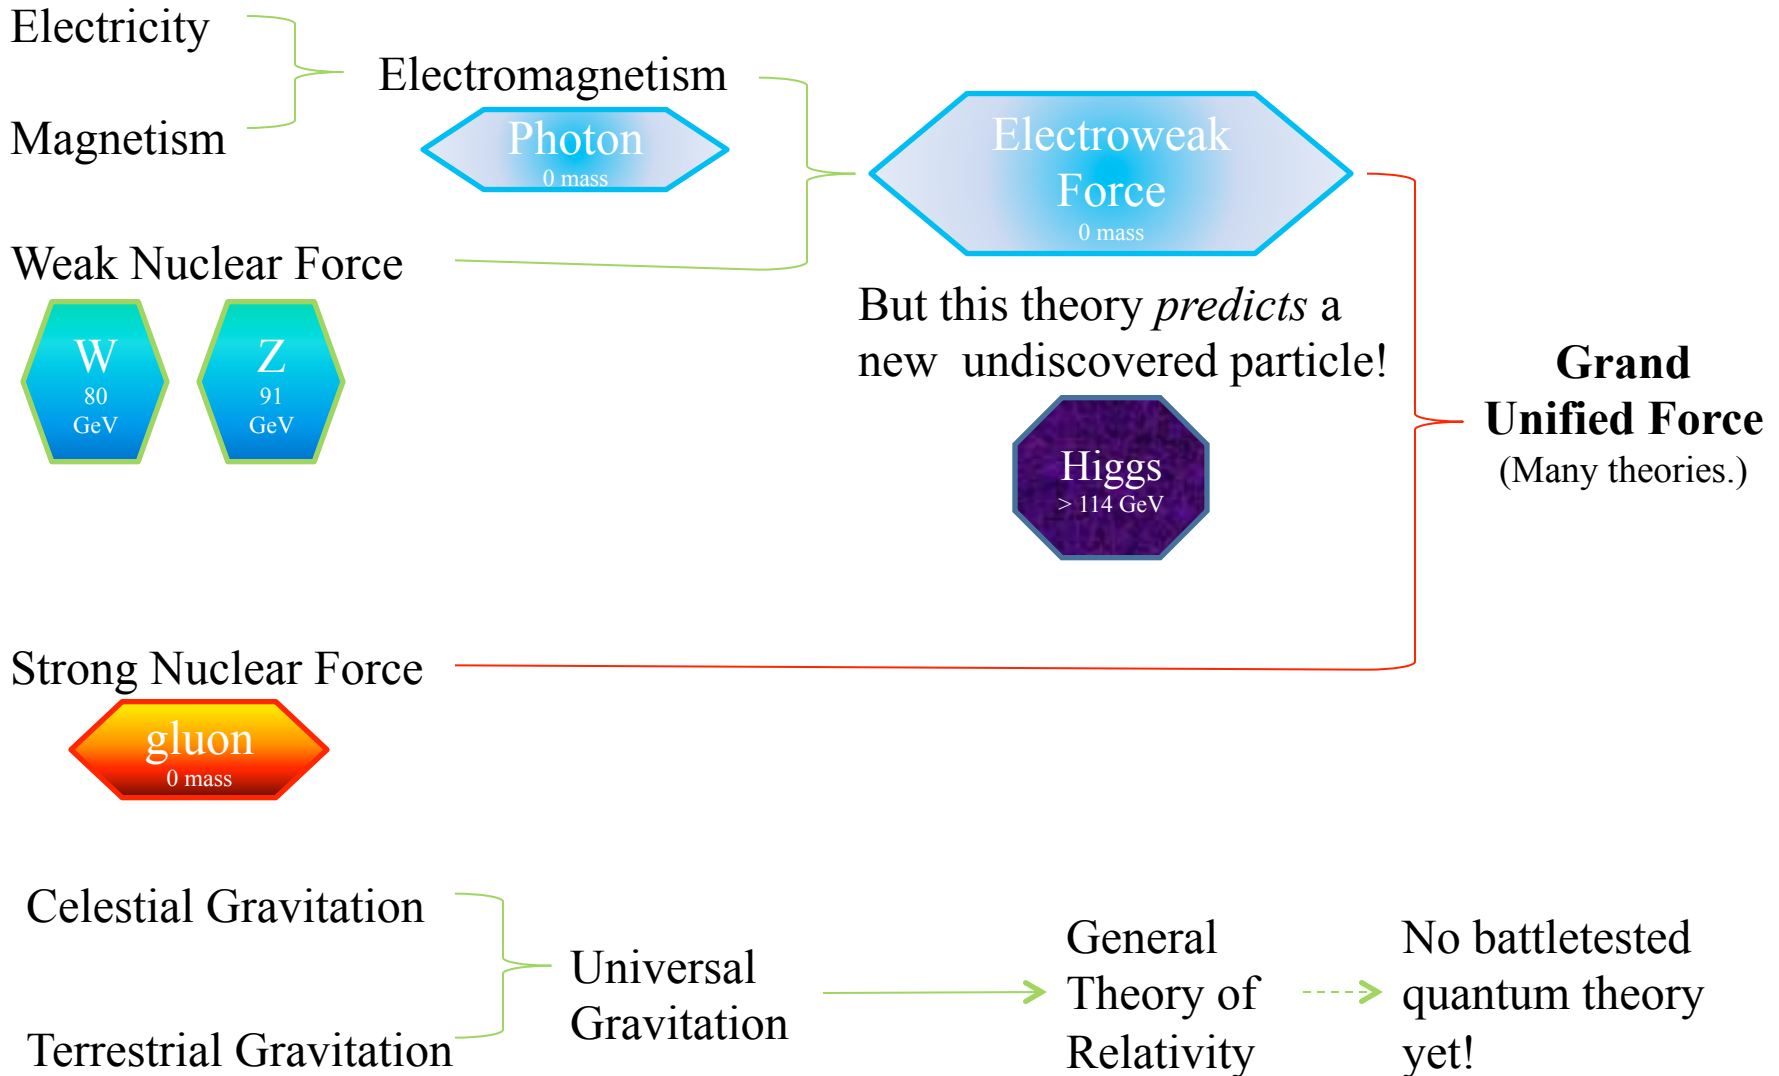 Electricity
Magnetism
Electromagnetism
Photon
0 mass
Electroweak
Force
0 mass
Weak Nuclear Force
W
80
GeV
Z
91
GeV
But this theory predicts a
new undiscovered particle!
Higgs
> 114 GeV
Grand
Unified Force
(Many theories.)
Strong Nuclear Force
gluon
0 mass
Celestial Gravitation
Terrestrial Gravitation
Universal
Gravitation
General
Theory of
Relativity
No battletested
quantum theory
yet!